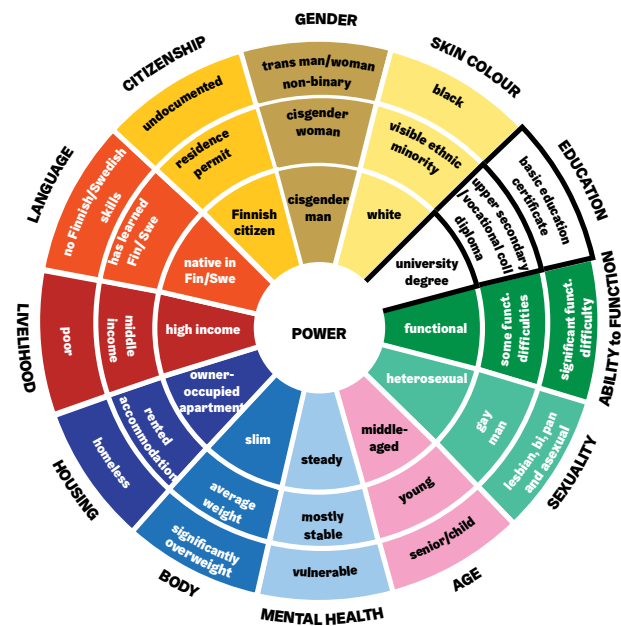 GENDER
trans man/woman
non-binary
cisgender
woman
cisgender
man
SKIN COLOUR
black
visible ethnic
minority
white
EDUCATION
basic education
certificate
upper secondary
/ vocational coll
diploma
university
degree
ABILITY to FUNCTION
significant funct.
difficulty
some funct.
difficulties
functional
SEXUALITY
lesbian, bi, pan
and asexual
gay
man
heterosexual
AGE
senior/child
young
middle-
aged
MENTAL HEALTH
vulnerable
mostly
stable
steady
BODY
significantly
overweight
average
weight
slim
HOUSING
homeless
rented
accommodation
owner-
occupied
apartment
LIVELIHOOD
poor
middle
income
high income
LANGUAGE
no Finnish/Swedish
skills
has learned
Fin/ Swe
native in
Fin/Swe
CITIZENSHIP
undocumented
residence
permit
Finnish
citizen
POWER